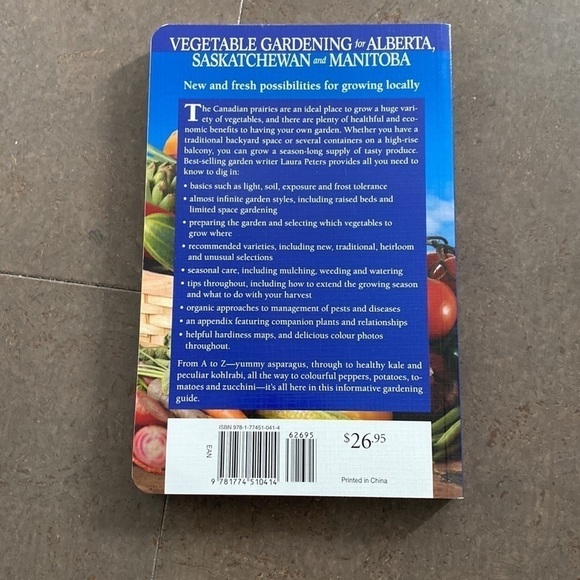 VEGETABLE GARDENING for ALBERTA,
SASKATCHEWAN and MANITOBA
New and fresh possibilities for growing locally
The Canadian prairies are an ideal place to grow a huge vari-
ety of vegetables, and there are plenty of healthful and eco-
nomic benefits to having your own garden. Whether you have a
traditional backyard space or several containers on a high-rise
balcony, you can grow a season-long supply of tasty produce.
Best-selling garden writer Laura Peters provides all you need to
know to dig in:
• basics such as light, soil, exposure and frost tolerance
• almost infinite garden styles, including raised beds and
limited space gardening
• preparing the garden and selecting which vegetables to
grow where
• recommended varieties, including new, traditional, heirloom
and unusual selections
• seasonal care, including mulching, weeding and watering
• tips throughout, including how to extend the growing season
and what to do with your harvest
• organic approaches to management of pests and diseases
• an appendix featuring companion plants and relationships
• helpful hardiness maps, and delicious colour photos
throughout.
From A to Z—yummy asparagus, through to healthy kale and
peculiar kohlrabi, all the way to colourful peppers, potatoes, to-
matoes and zucchini—it's all here in this informative gardening
guide.
ISBN 978-1-77451-041-4
62695
$26.95
EAN
9 781774 510414
Printed in China